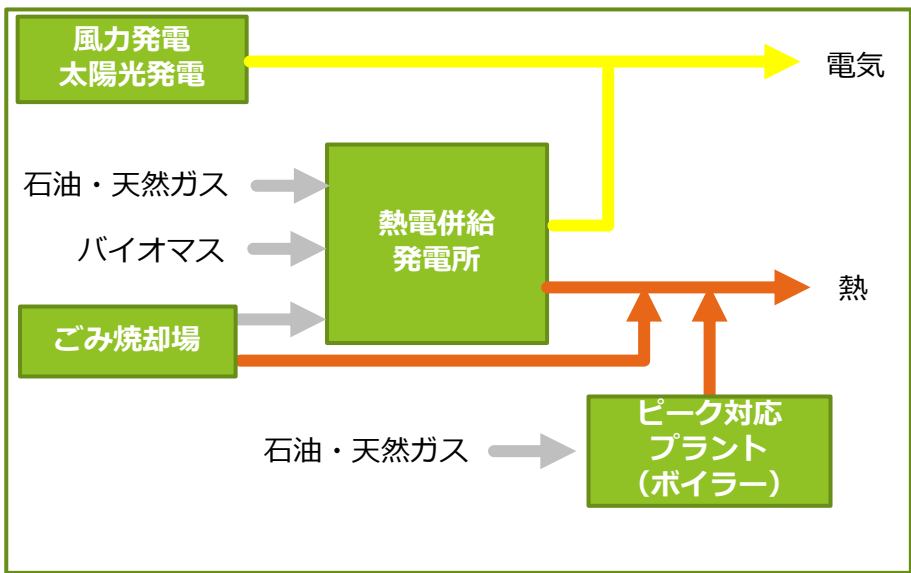 風力発電
太陽光発電
電気
石油・天然ガス
バイオマス
熱電併給
発電所
熱
ごみ焼却場
石油・天然ガス
ピーク対応
プラント
（ボイラー）